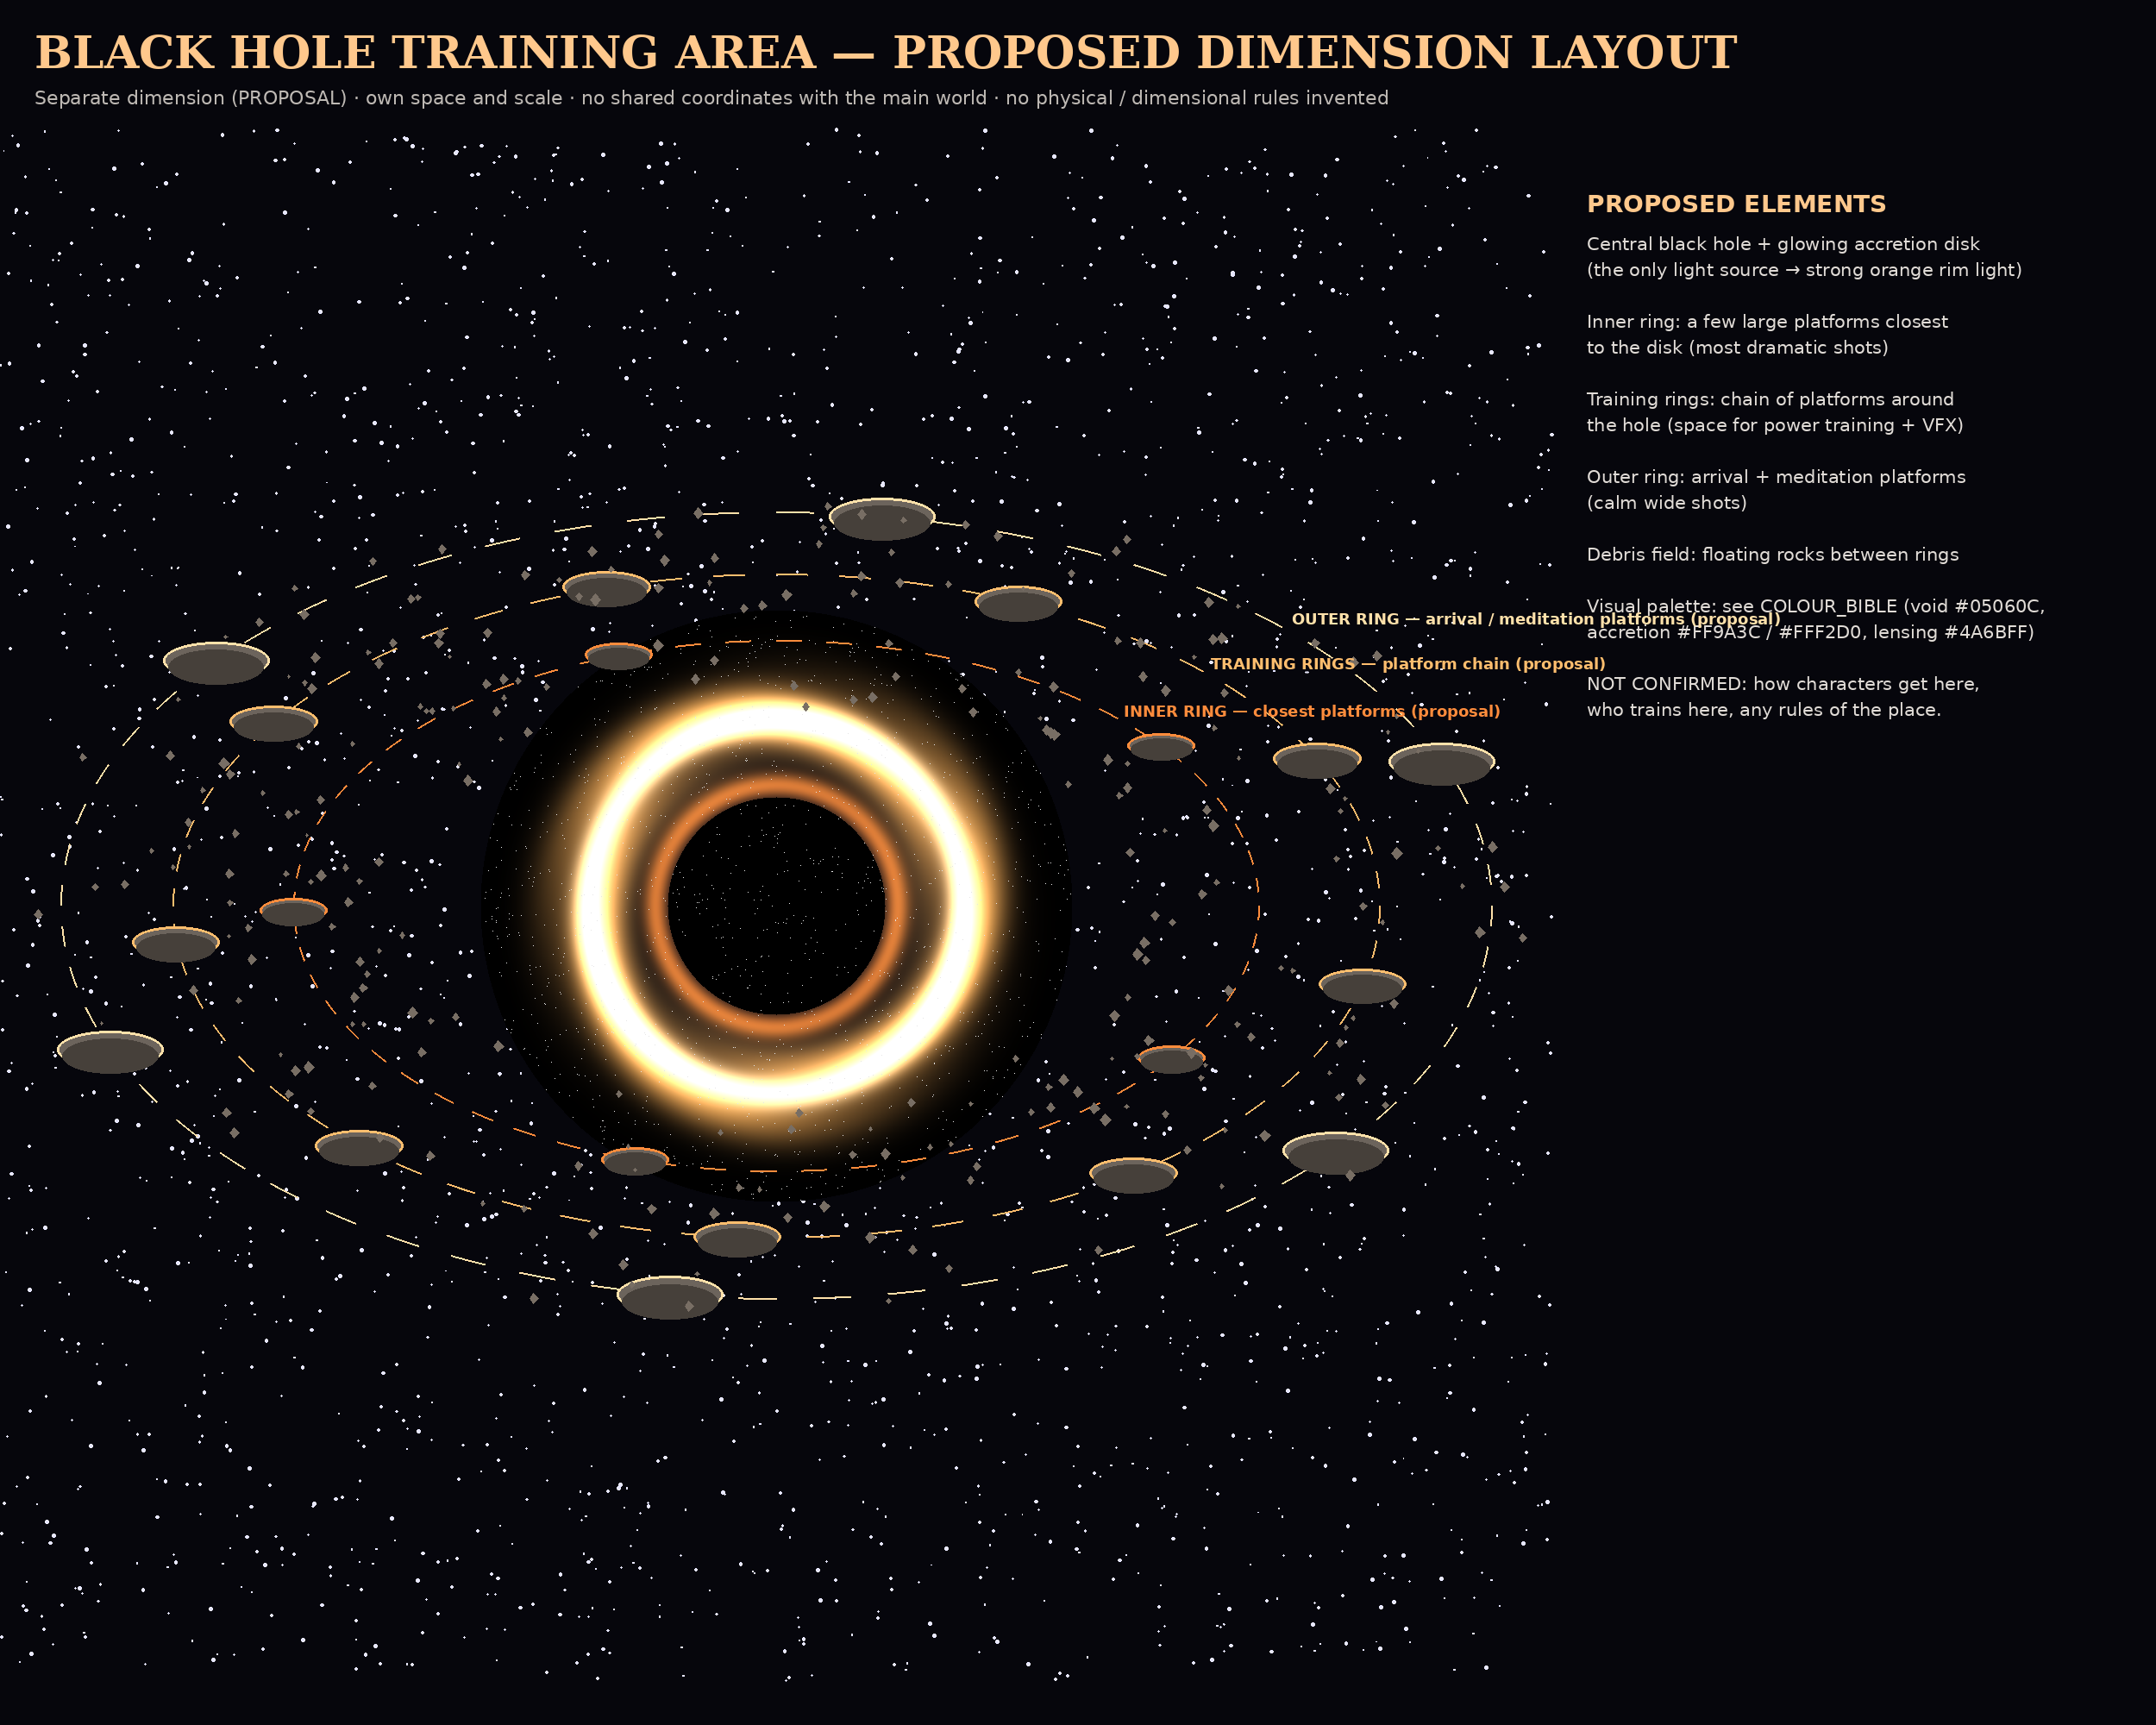 BLACK HOLE TRAINING AREA — PROPOSED DIMENSION LAYOUT
Separate dimension (PROPOSAL) · own space and scale · no shared coordinates with the main world · no physical / dimensional rules invented
PROPOSED ELEMENTS
Central black hole + glowing accretion disk
(the only light source → strong orange rim light)
Inner ring: a few large platforms closest
to the disk (most dramatic shots)
Training rings: chain of platforms around
the hole (space for power training + VFX)
Outer ring: arrival + meditation platforms
(calm wide shots)
Debris field: floating rocks between rings
Visual palette: see COLOUR_BIBLE (void #05060C,
accretion #FF9A3C / #FFF2D0, lensing #4A6BFF)
NOT CONFIRMED: how characters get here,
who trains here, any rules of the place.
OUTER RING — arrival / meditation platforms (proposal)
TRAINING RINGS — platform chain (proposal)
INNER RING — closest platforms (proposal)